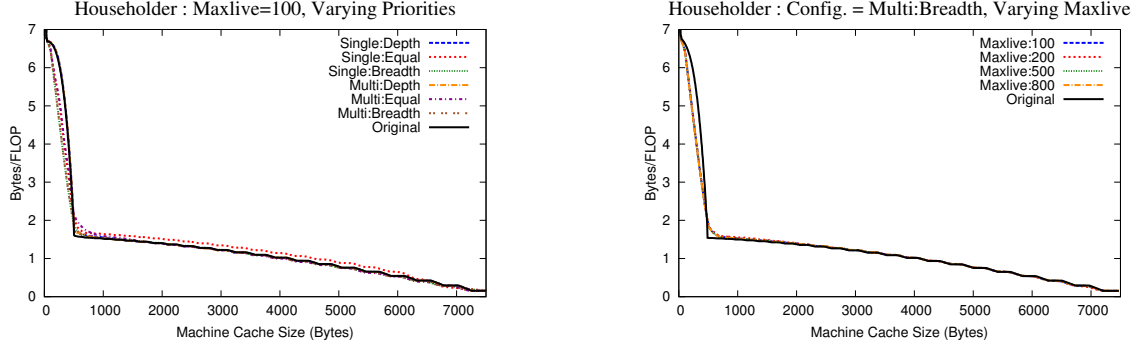 Householder : Maxlive=100, Varying Priorities
7
6
5
4
3
2
1
0
Bytes/FLOP
Single:Depth
Single:Equal
Single:Breadth
Multi:Depth
Multi:Equal
Multi:Breadth
Original
0 1000 2000 3000 4000 5000 6000 7000
Machine Cache Size (Bytes)
Householder : Config. = Multi:Breadth, Varying Maxlive
7
6
5
4
3
2
1
0
Bytes/FLOP
Maxlive:100
Maxlive:200
Maxlive:500
Maxlive:800
Original
0 1000 2000 3000 4000 5000 6000 7000
Machine Cache Size (Bytes)